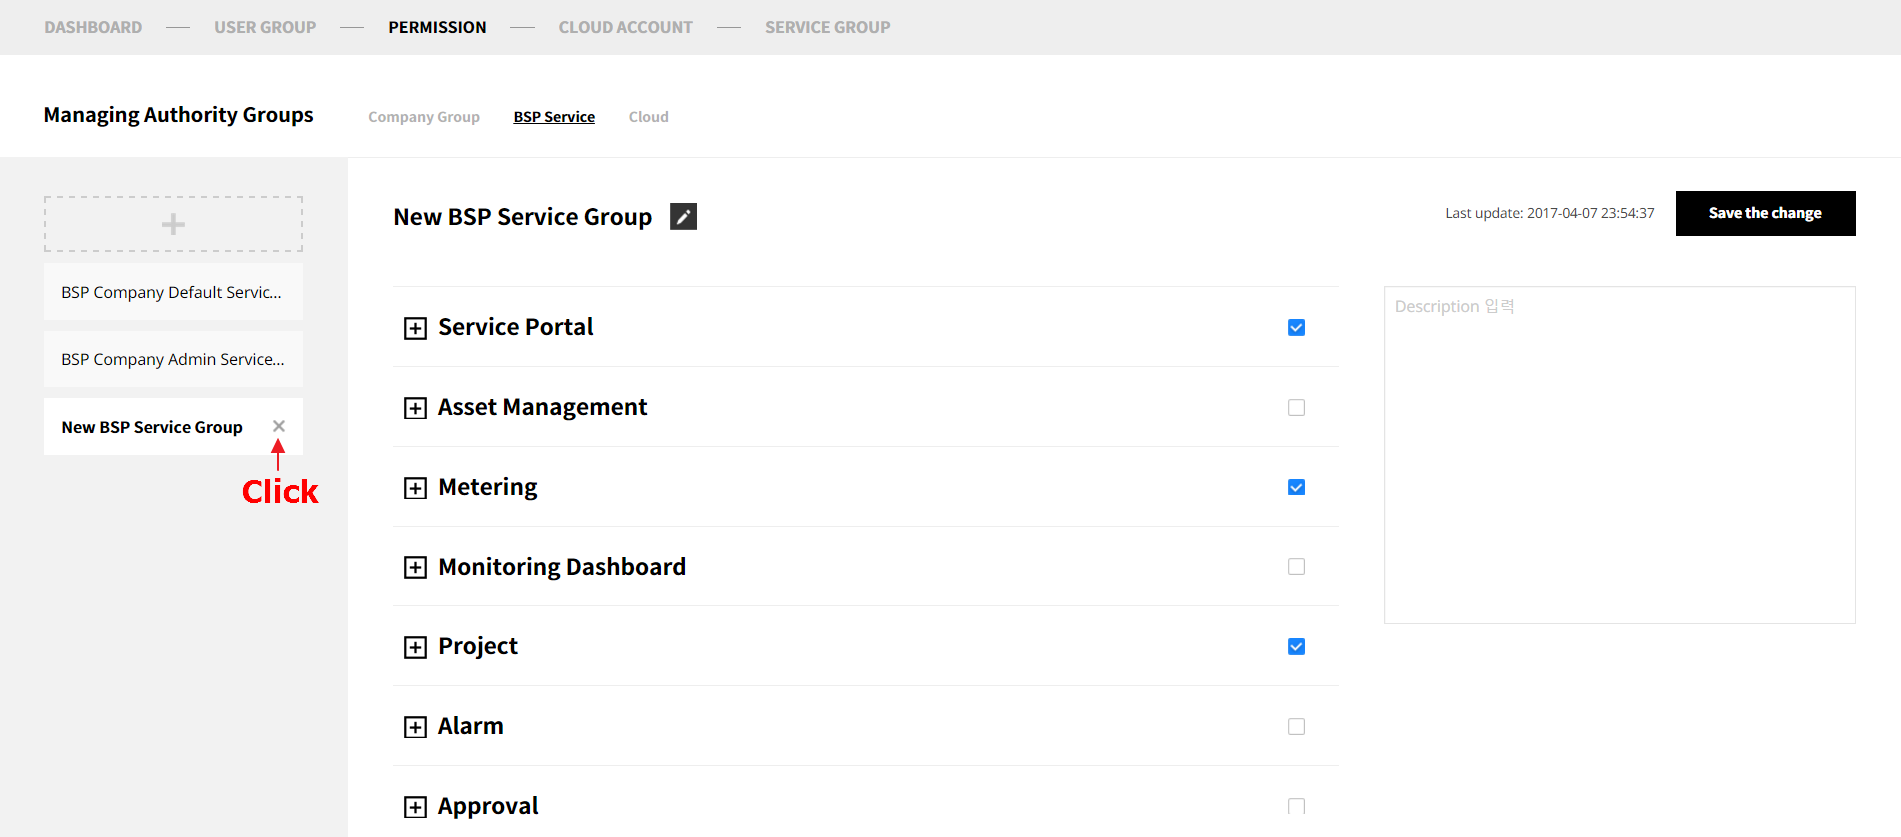 DASHBOARD — USER GROUP — PERMISSION — CLOUD ACCOUNT — SERVICE GROUP
Managing Authority Groups Company Group BSP Service Cloud
BSP Company Default Servic...
BSP Company Admin Service...
New BSP Service Group
Click
New BSP Service Group
Last update: 2017-04-07 23:54:37
Save the change
Service Portal
Asset Management
Metering
Monitoring Dashboard
Project
Alarm
Approval
Description 입력